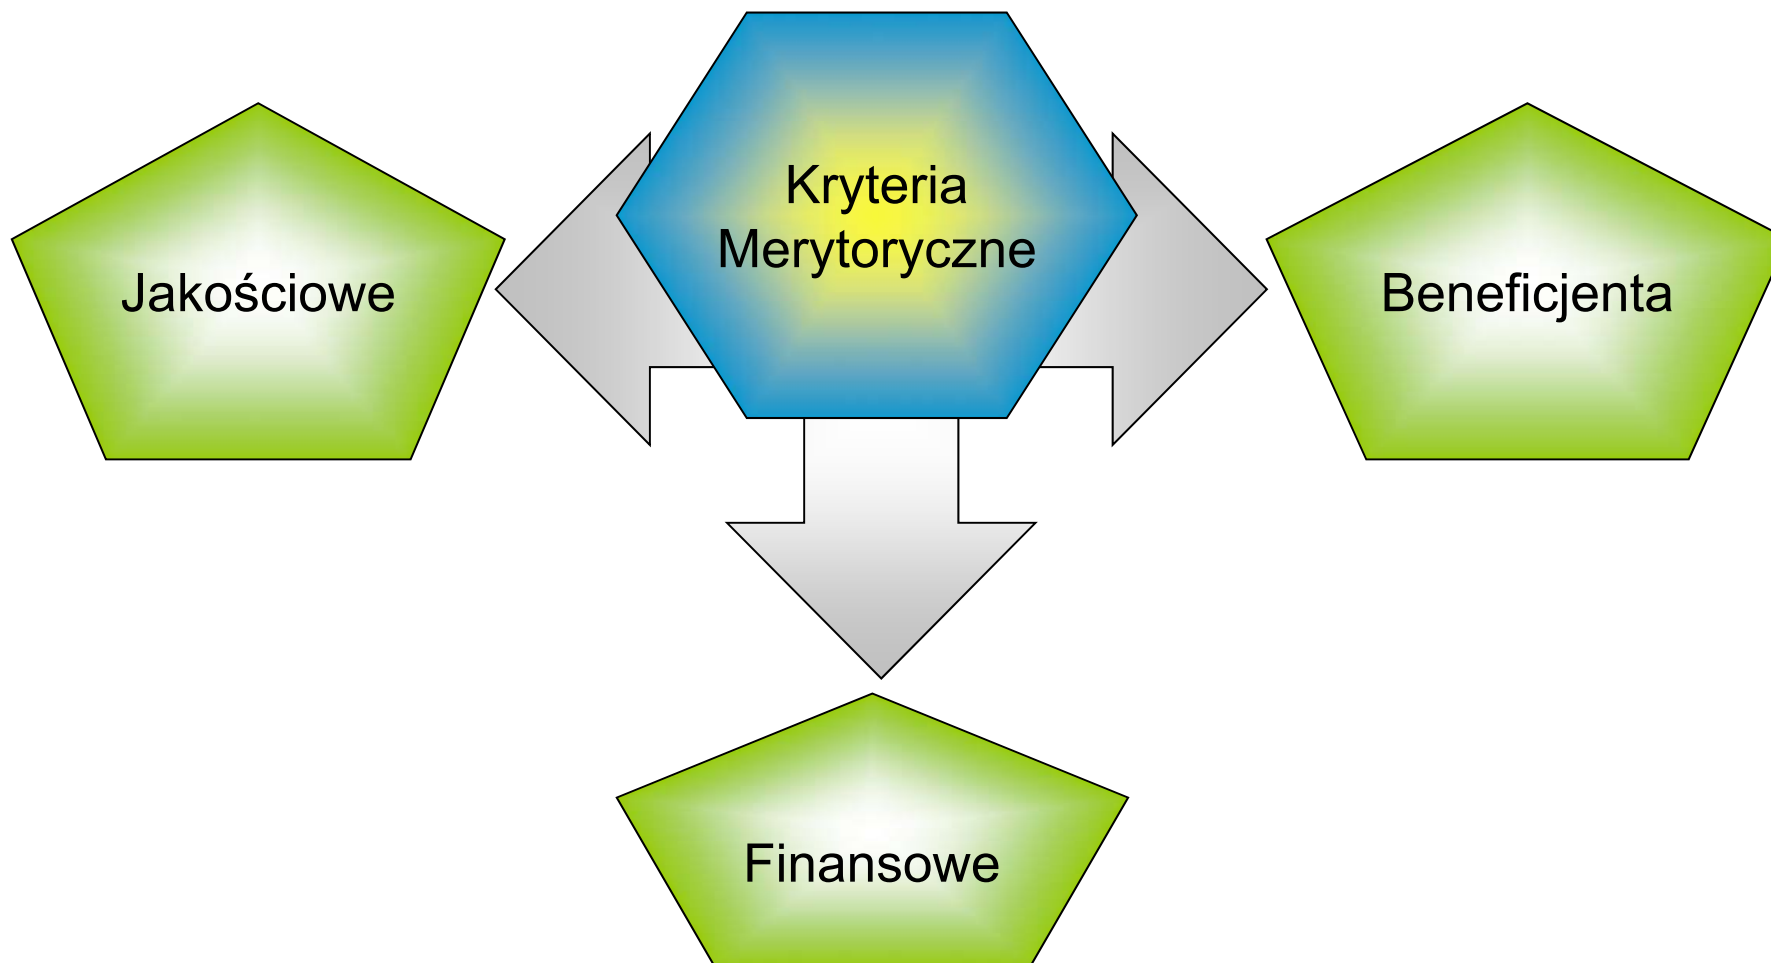 Kryteria
Merytoryczne
Jakościowe
Beneficjenta
Finansowe